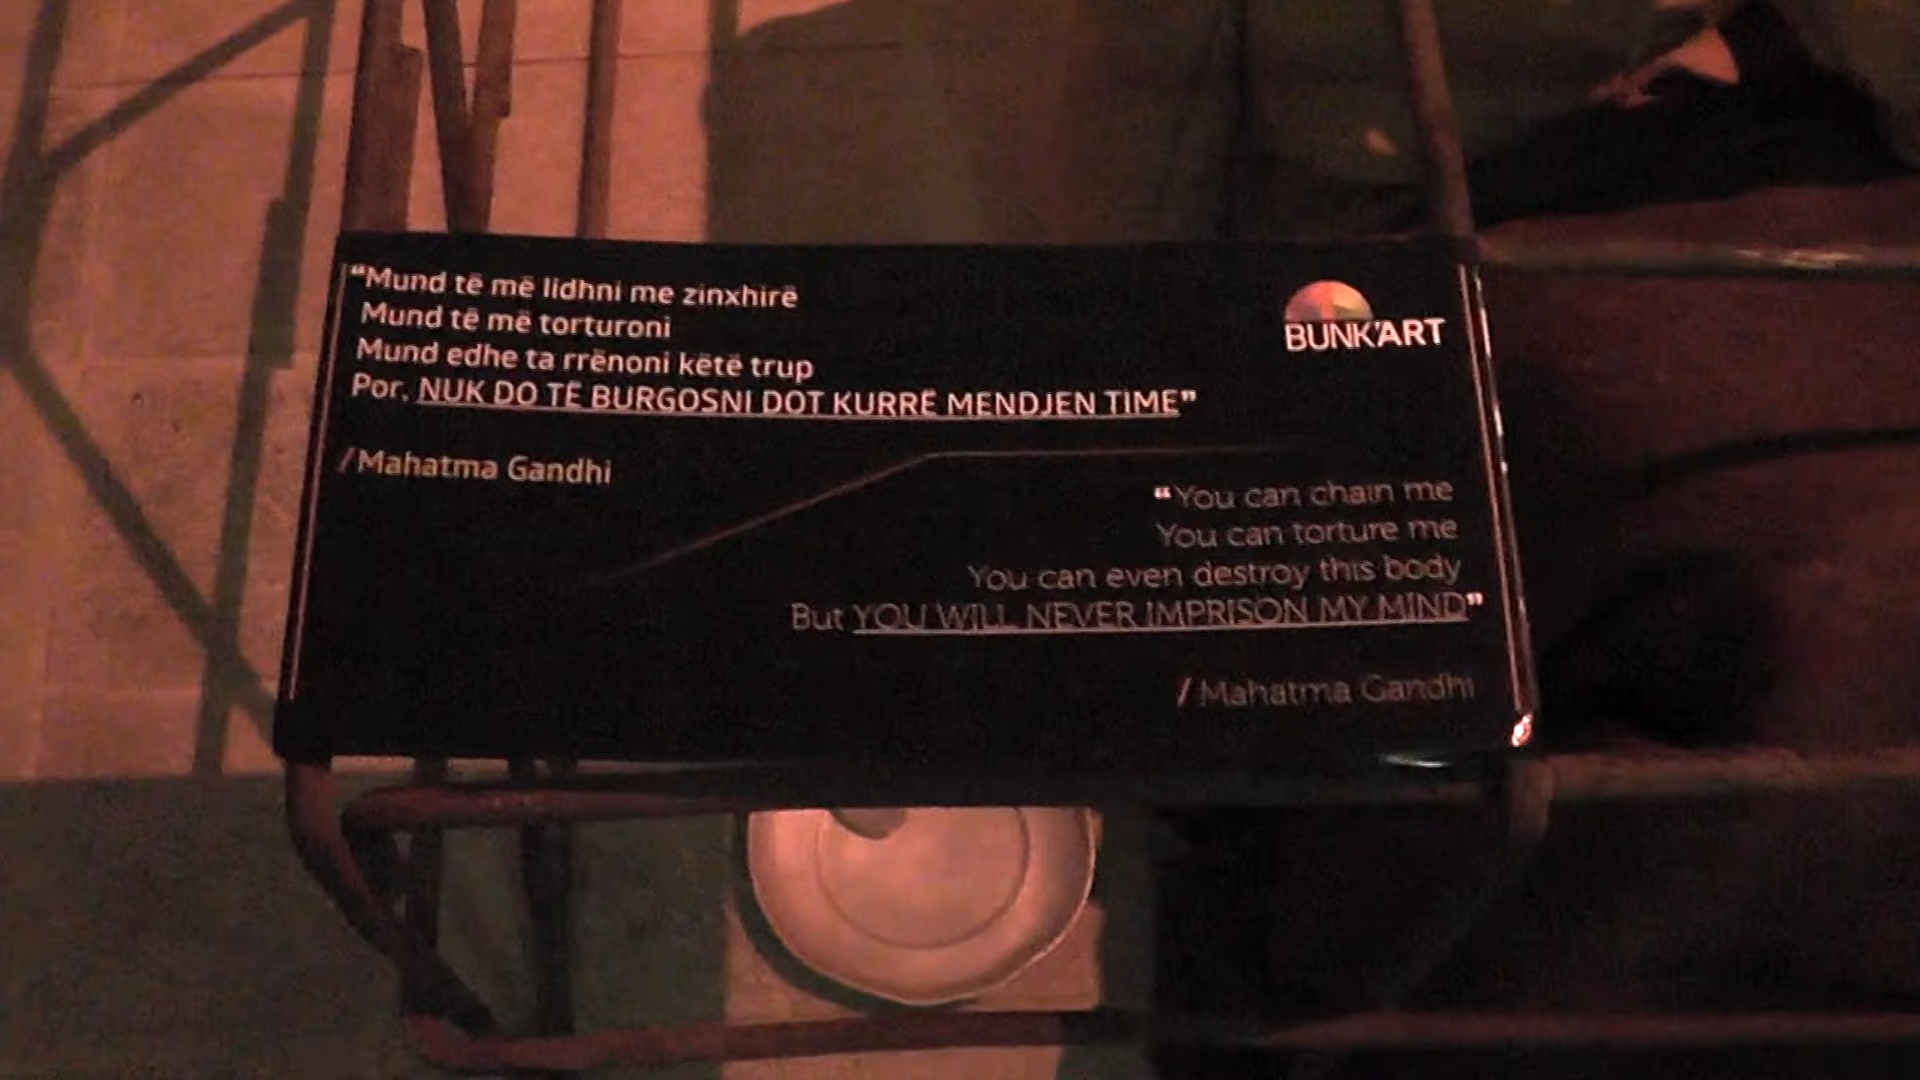 “Mund të më lidhni me zinxhirë
Mund të më torturoni
Mund edhe ta rrënoni këtë trup
Por, NUK DO TË BURGOSNI DOT KURRË MENDJEN TIME”
/Mahatma Gandhi
BUNK'ART
“You can chain me
You can torture me
You can even destroy this body
But YOU WILL NEVER IMPRISON MY MIND”
/Mahatma Gandhi